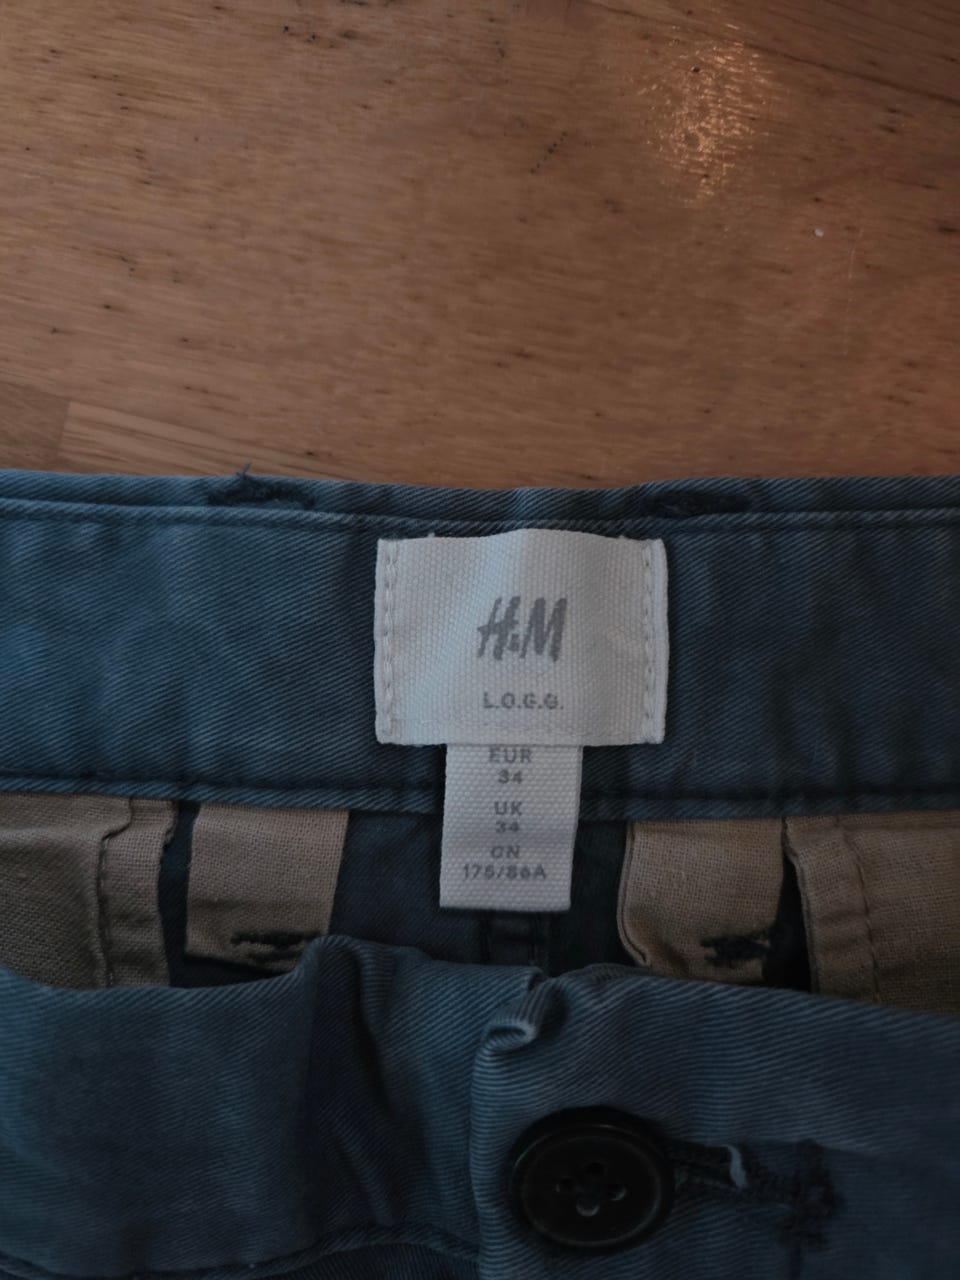 H&M
L.O.G.G.
EUR
34
UK
34
CN
175/86A